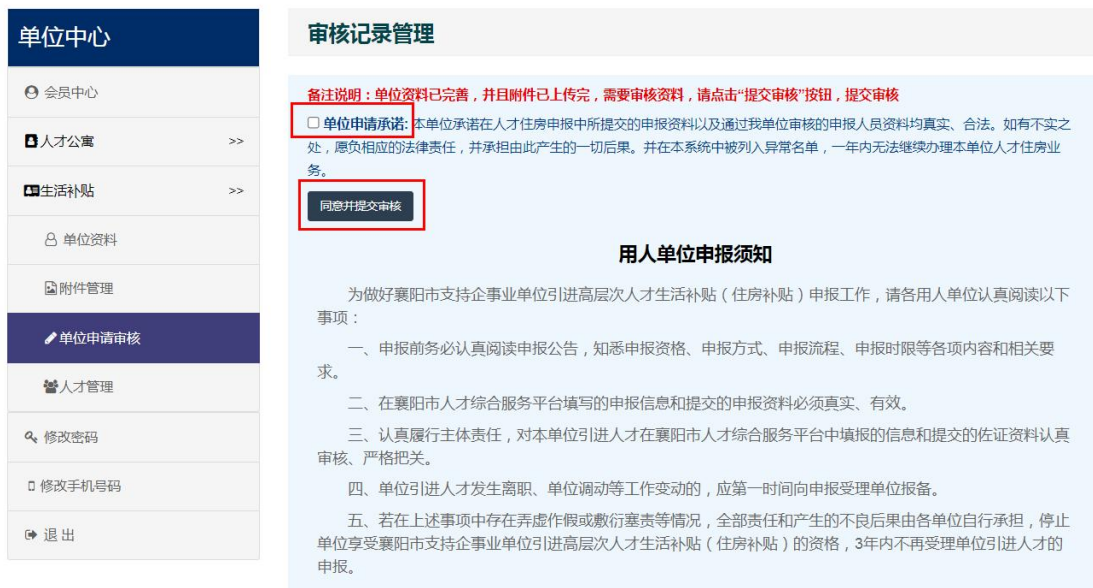 单位中心
会员中心
人才公寓 >>
生活补贴 >>
单位资料
附件管理
单位申请审核
人才管理
修改密码
修改手机号码
退 出
审核记录管理
备注说明：单位资料已完善，并且附件已上传完，需要审核资料，请点击“提交审核”按钮，提交审核
单位申请承诺:本单位承诺在人才住房申报中所提交的申报资料以及通过我单位审核的申报人员资料均真实、合法。如有不实之
处，愿负相应的法律责任，并承担由此产生的一切后果。并在本系统中被列入异常名单，一年内无法继续办理本单位人才住房业
务。
同意并提交审核
用人单位申报须知
为做好襄阳市支持企事业单位引进高层次人才生活补贴（住房补贴）申报工作，请各用人单位认真阅读以下
事项：
一、申报前务必认真阅读申报公告，知悉申报资格、申报方式、申报流程、申报时限等各项内容和相关要
求。
二、在襄阳市人才综合服务平台填写的申报信息和提交的申报资料必须真实、有效。
三、认真履行主体责任，对本单位引进人才在襄阳市人才综合服务平台中填报的信息和提交的佐证资料认真
审核、严格把关。
四、单位引进人才发生离职、单位调动等工作变动的，应第一时间向申报受理单位报备。
五、若在上述事项中存在弄虚作假或敷衍塞责等情况，全部责任和产生的不良后果由各单位自行承担，停止
单位享受襄阳市支持企事业单位引进高层次人才生活补贴（住房补贴）的资格，3年内不再受理单位引进人才的
申报。